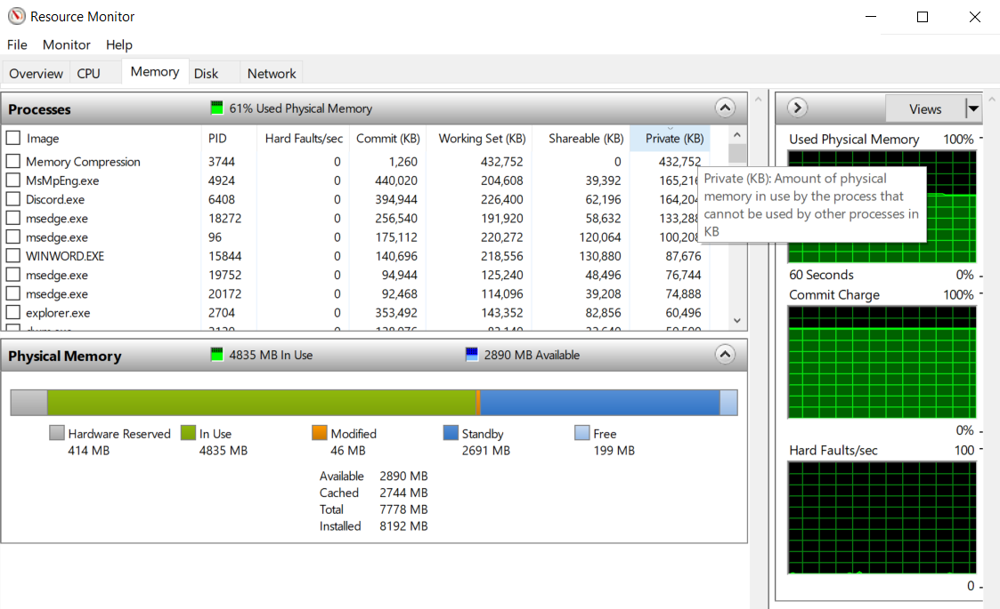 Resource Monitor
File Monitor Help
Overview CPU Memory Disk Network
Processes 61% Used Physical Memory
Image PID Hard Faults/sec Commit (KB) Working Set (KB) Shareable (KB) Private (KB)
Memory Compression 3744 0 1,260 432,752 0 432,752
MsMpEng.exe 4924 0 440,020 204,608 39,392 165,216
Discord.exe 6408 0 394,944 226,400 62,196 164,204
msedge.exe 18272 0 256,540 191,920 58,632 133,288
msedge.exe 96 0 175,112 220,272 120,064 100,208
WINWORD.EXE 15844 0 140,696 218,556 130,880 87,676
msedge.exe 19752 0 94,944 125,240 48,496 76,744
msedge.exe 20172 0 92,468 114,096 39,208 74,888
explorer.exe 2704 0 353,492 143,352 82,856 60,496
Private (KB): Amount of physical
memory in use by the process that
cannot be used by other processes in
KB
Physical Memory 4835 MB In Use 2890 MB Available
Hardware Reserved In Use Modified Standby Free
414 MB 4835 MB 46 MB 2691 MB 199 MB
Available 2890 MB
Cached 2744 MB
Total 7778 MB
Installed 8192 MB
Views
Used Physical Memory 100%
60 Seconds 0%
Commit Charge 100%
0%
Hard Faults/sec 100
0